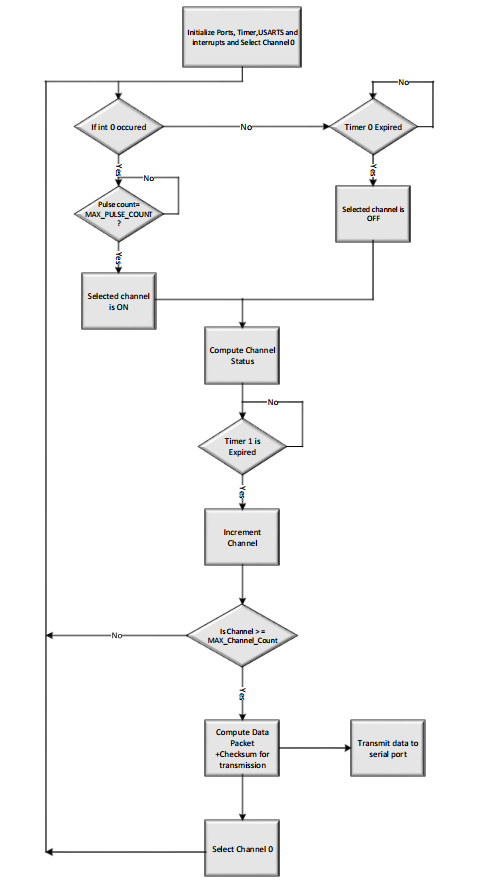 Initialize Ports, Timer,USARTS and
interrupts and Select Channel 0
If int 0 occured
No
Timer 0 Expired
No
Yes
Yes
No
Pulse count=
MAX_PULSE_COUNT
?
Selected channel is
OFF
Yes
Selected channel
is ON
Compute Channel
Status
No
Timer 1 is
Expired
Yes
Increment
Channel
Is Channel > =
MAX_Channel_Count
No
Yes
Compute Data
Packet
+Checksum for
transmission
Transmit data to
serial port
Select Channel 0